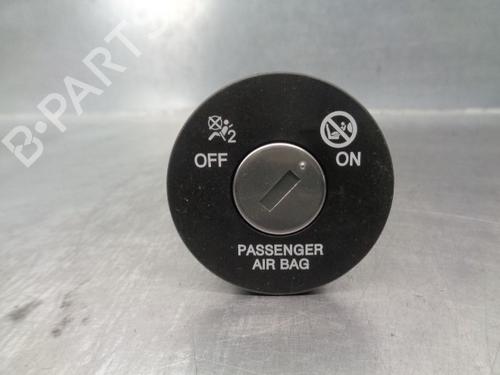 B-PARTS
2
OFF
ON
PASSENGER
AIR BAG